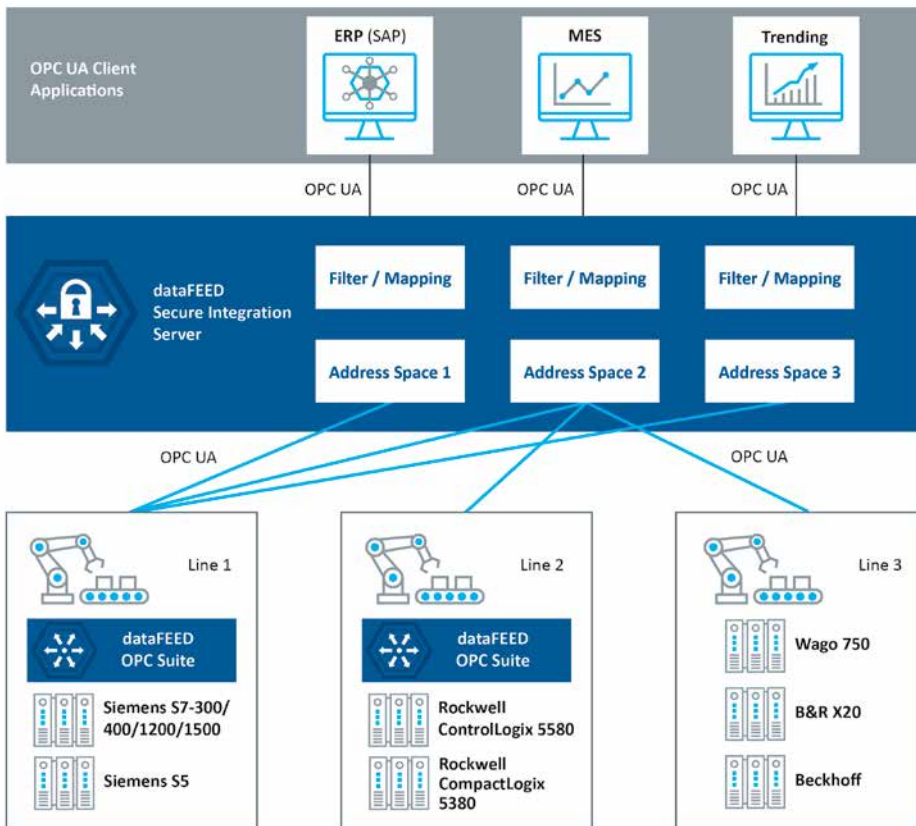 OPC UA Client
Applications
ERP (SAP)
MES
Trending
OPC UA
OPC UA
OPC UA
dataFEED
Secure Integration
Server
Filter / Mapping
Filter / Mapping
Filter / Mapping
Address Space 1
Address Space 2
Address Space 3
OPC UA
OPC UA
Line 1
dataFEED
OPC Suite
Siemens S7-300/
400/1200/1500
Siemens S5
Line 2
dataFEED
OPC Suite
Rockwell
ControlLogix 5580
Rockwell
CompactLogix
5380
Line 3
Wago 750
B&R X20
Beckhoff